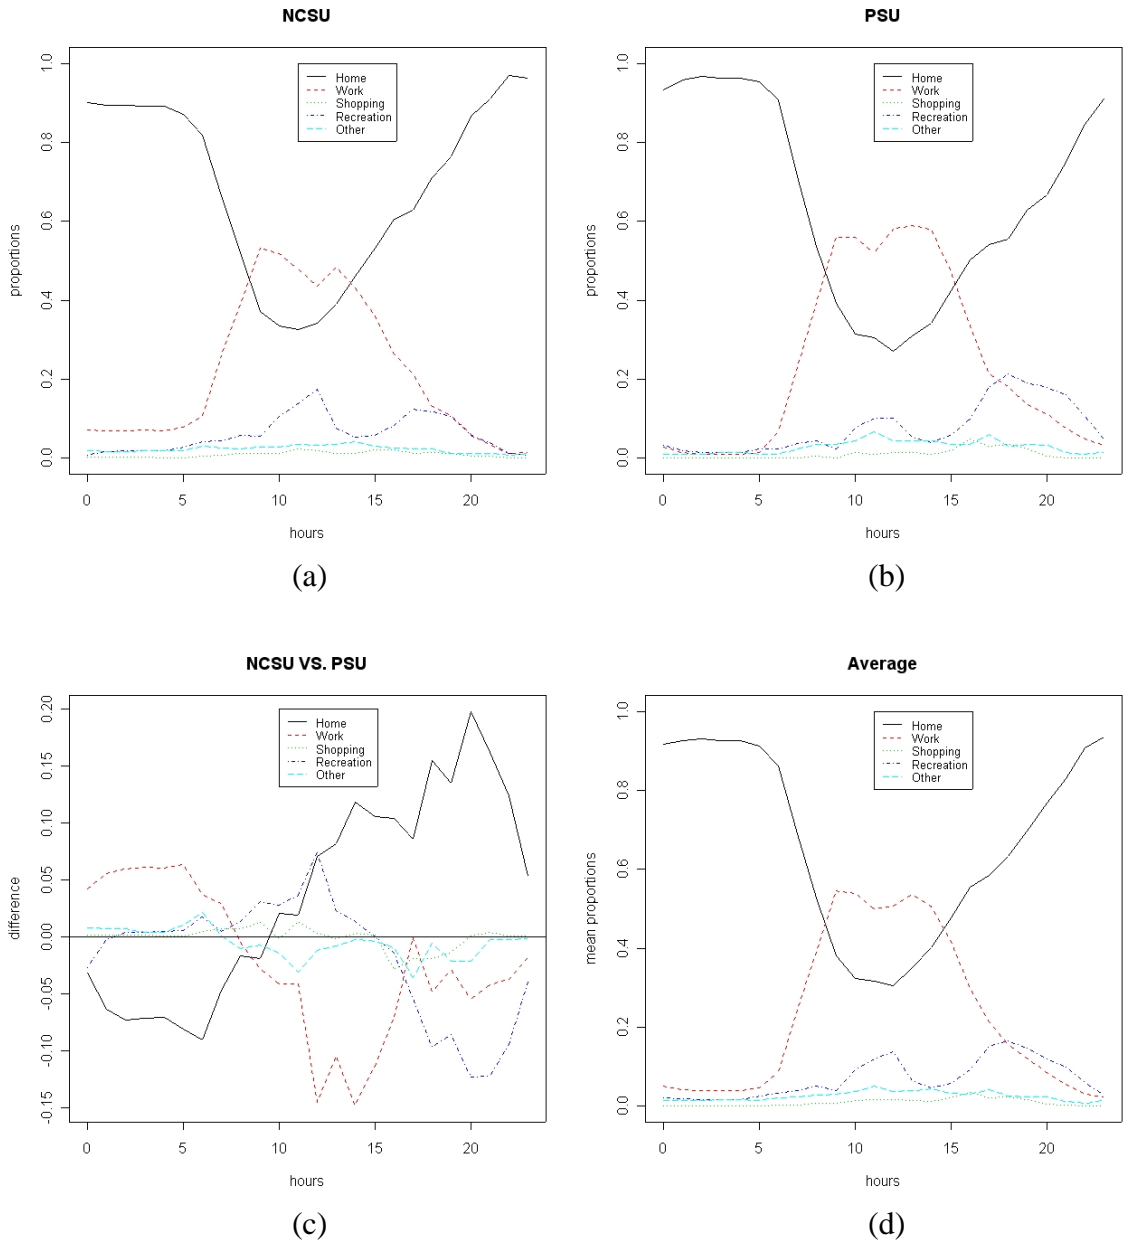 NCSU
proportions
0.0 0.2 0.4 0.6 0.8 1.0
Home
Work
Shopping
Recreation
Other
0 5 10 15 20
hours
(a)
PSU
proportions
0.0 0.2 0.4 0.6 0.8 1.0
Home
Work
Shopping
Recreation
Other
0 5 10 15 20
hours
(b)
NCSU VS. PSU
difference
-0.15 -0.10 -0.05 0.00 0.05 0.10 0.15 0.20
Home
Work
Shopping
Recreation
Other
0 5 10 15 20
hours
(c)
Average
mean proportions
0.0 0.2 0.4 0.6 0.8 1.0
Home
Work
Shopping
Recreation
Other
0 5 10 15 20
hours
(d)